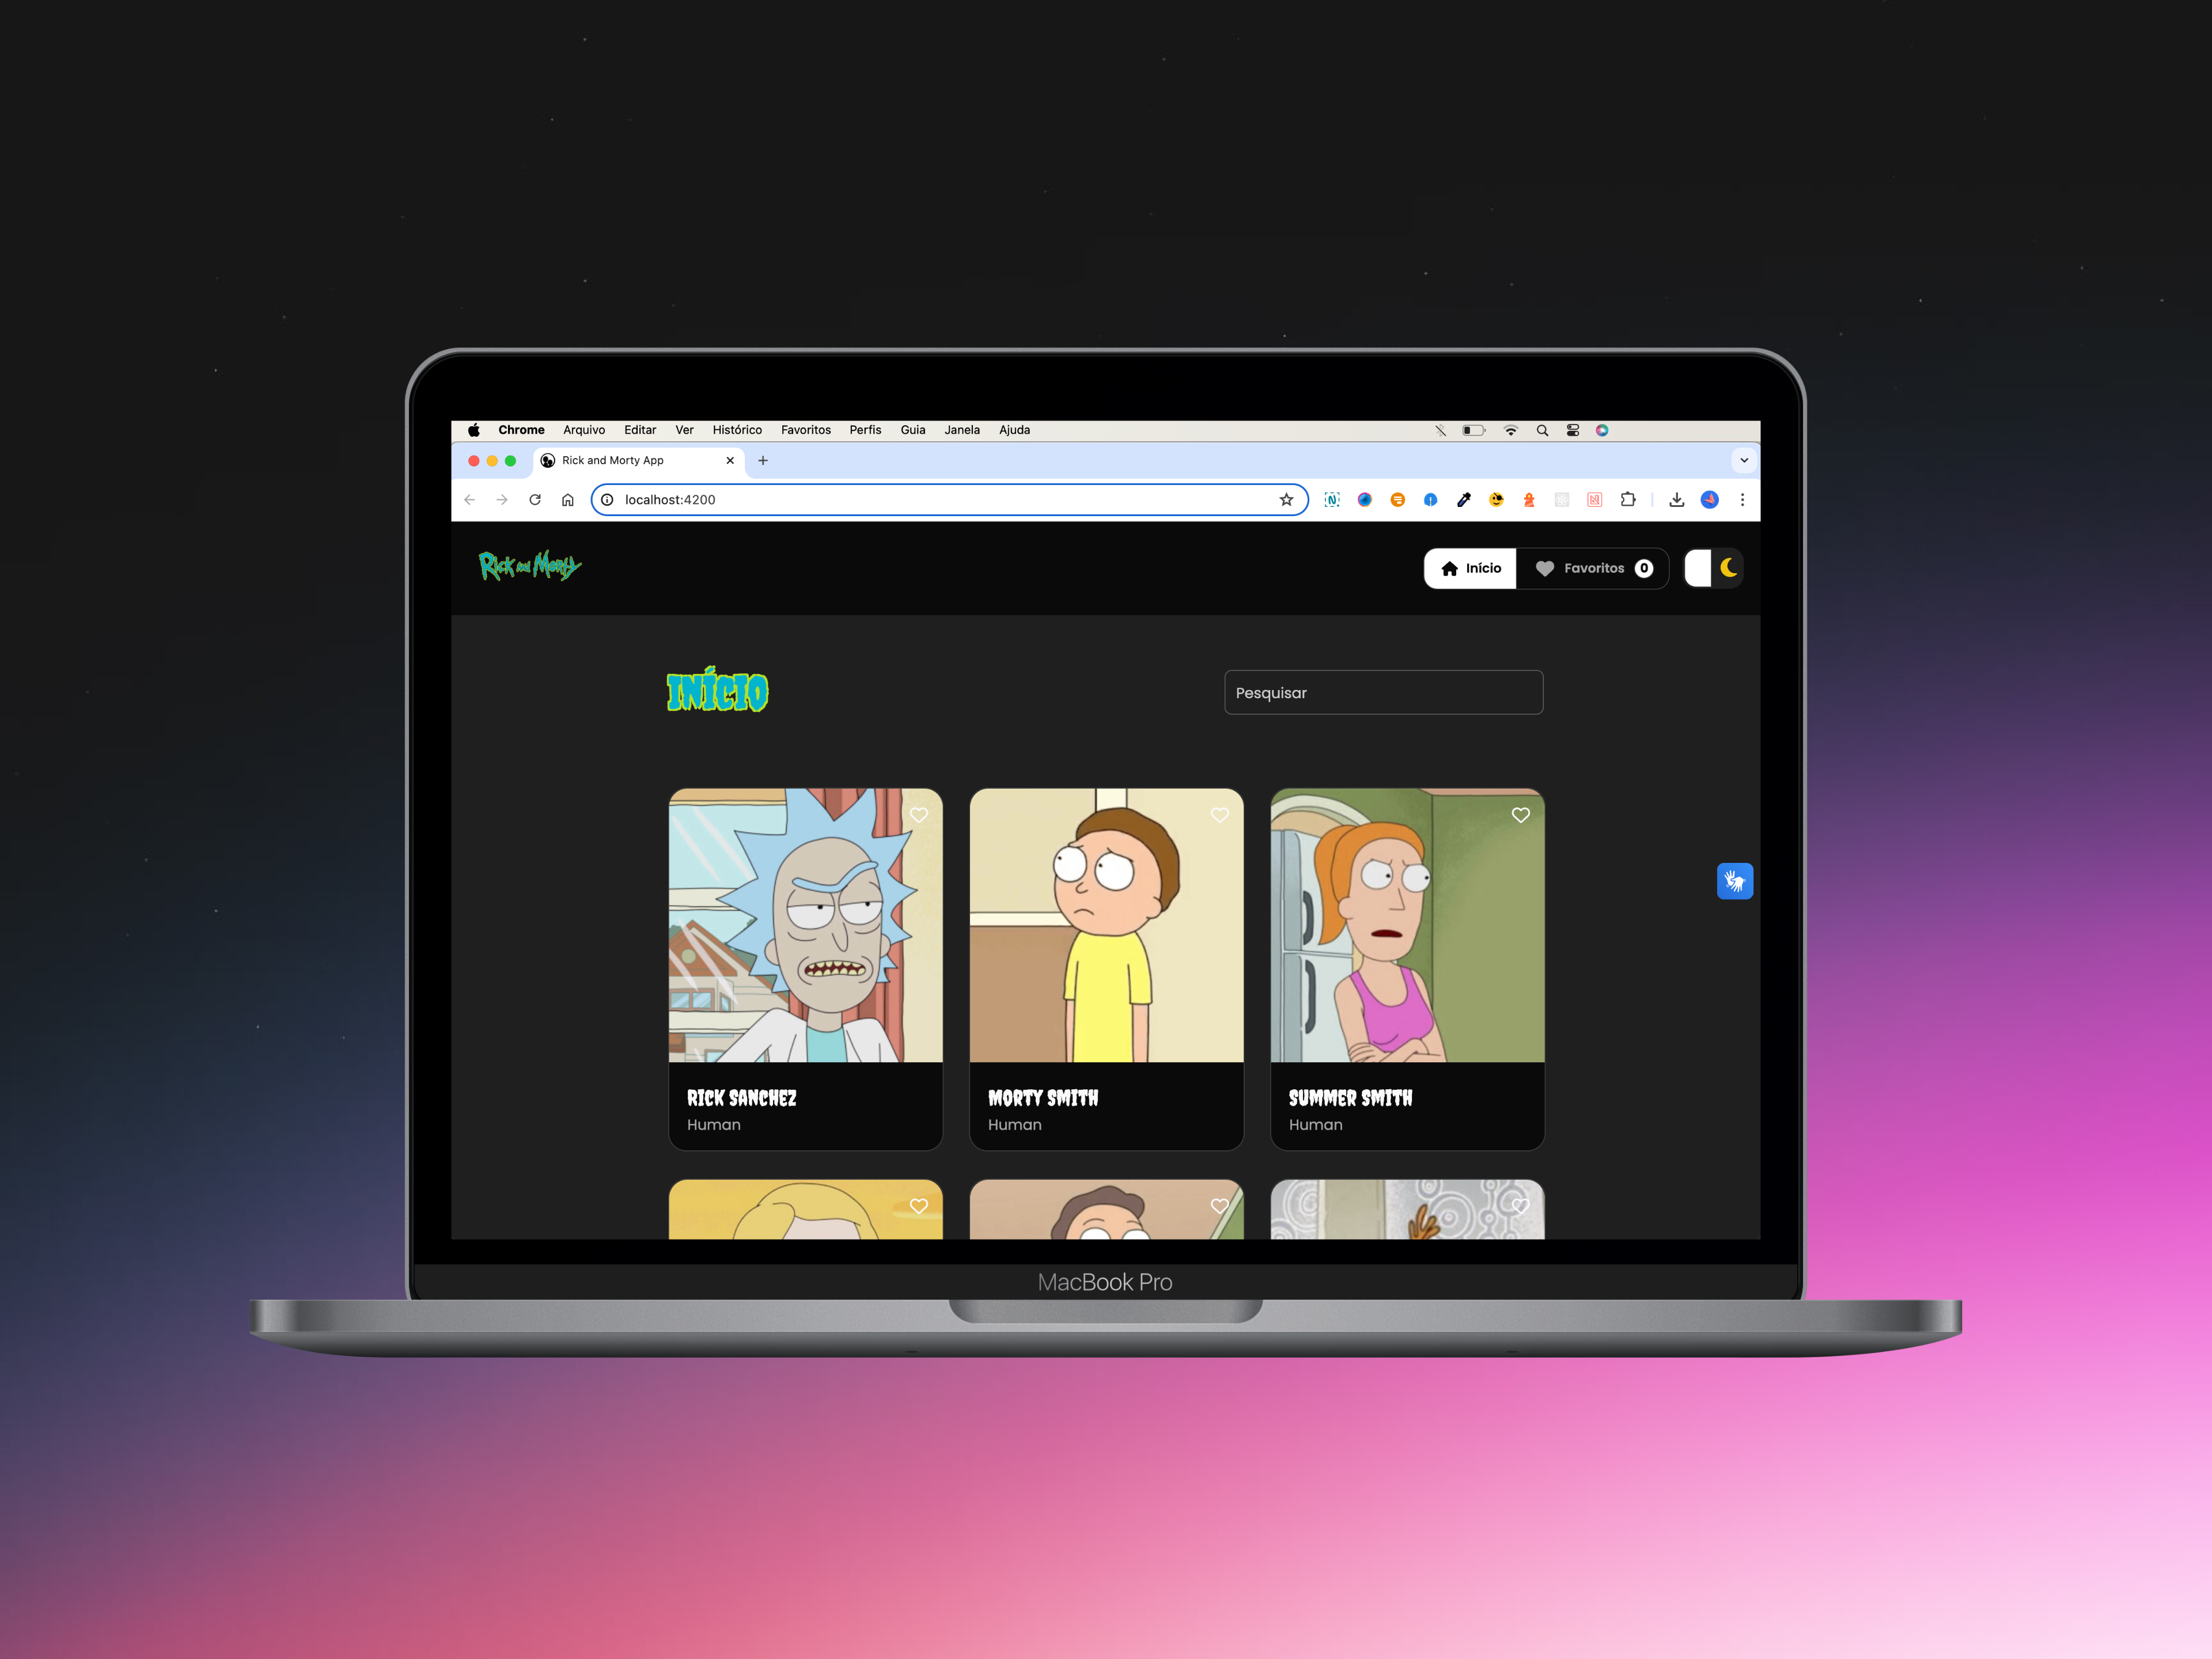 Chrome Arquivo Editar Ver Histórico Favoritos Perfis Guia Janela Ajuda
Rick and Morty App
localhost:4200
Rick and Morty
Início Favoritos 0
INÍCIO
Pesquisar
RICK SANCHEZ
Human
MORTY SMITH
Human
SUMMER SMITH
Human
MacBook Pro